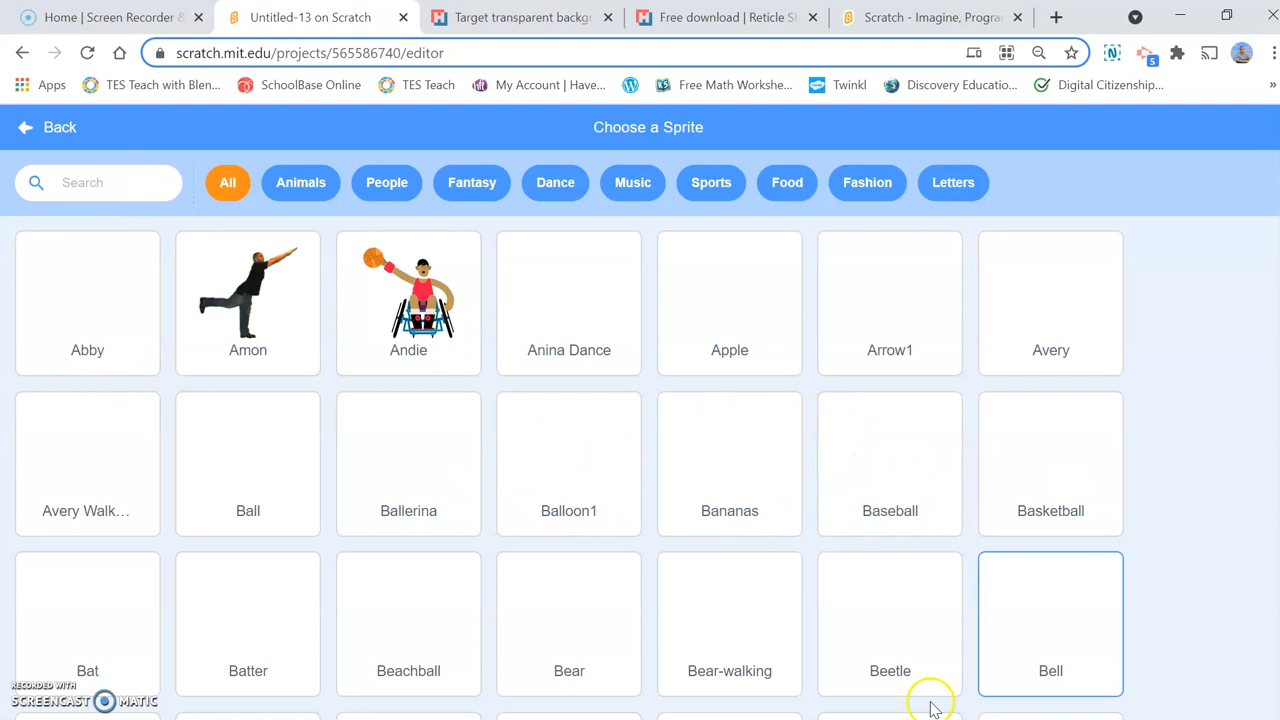 Home | Screen Recorder &
Untitled-13 on Scratch
Target transparent backg
Free download | Reticle S
Scratch - Imagine, Progra
scratch.mit.edu/projects/565586740/editor
5
Apps
TES Teach with Blen...
SchoolBase Online
TES Teach
My Account | Have...
Free Math Workshe...
Twinkl
Discovery Educatio...
Digital Citizenship...
»
Back
Choose a Sprite
Search
All
Animals
People
Fantasy
Dance
Music
Sports
Food
Fashion
Letters
Abby
Amon
Andie
Anina Dance
Apple
Arrow1
Avery
Avery Walk...
Ball
Ballerina
Balloon1
Bananas
Baseball
Basketball
Bat
Batter
Beachball
Bear
Bear-walking
Beetle
Bell
RECORDED WITH
SCREENCAST MATIC